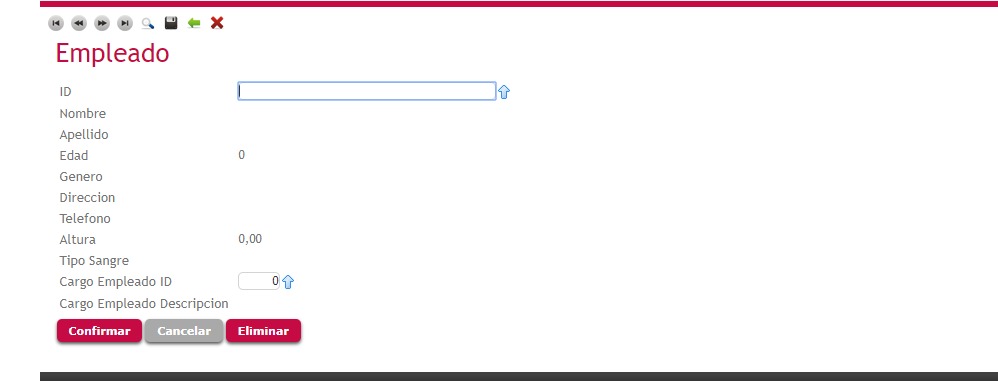 Empleado
ID
Nombre
Apellido
Edad 0
Genero
Direccion
Telefono
Altura 0,00
Tipo Sangre
Cargo Empleado ID 0
Cargo Empleado Descripcion
Confirmar Cancelar Eliminar